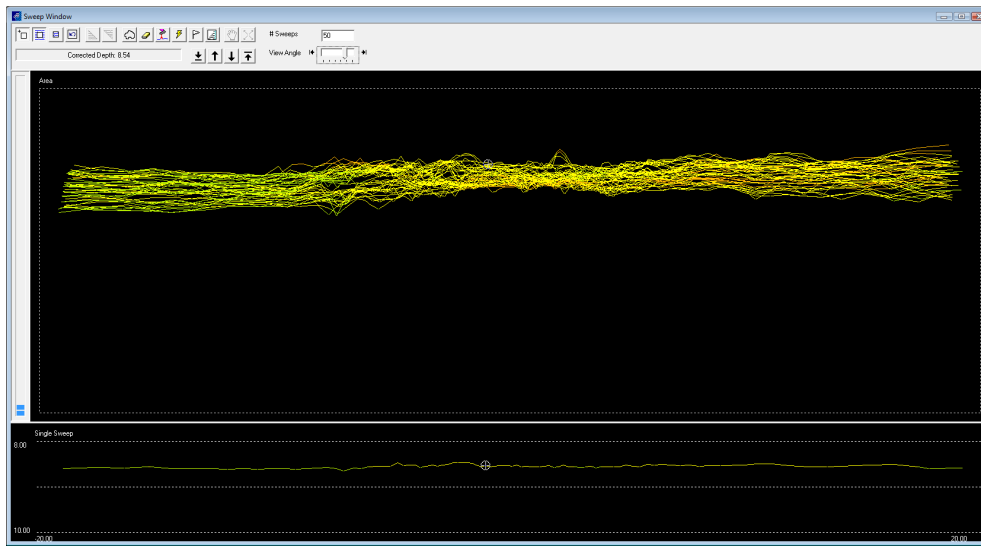 Sweep Window
# Sweeps
50
Corrected Depth: 8.54
View Angle
Area
Single Sweep
8.00
10.00
-20.00
20.00